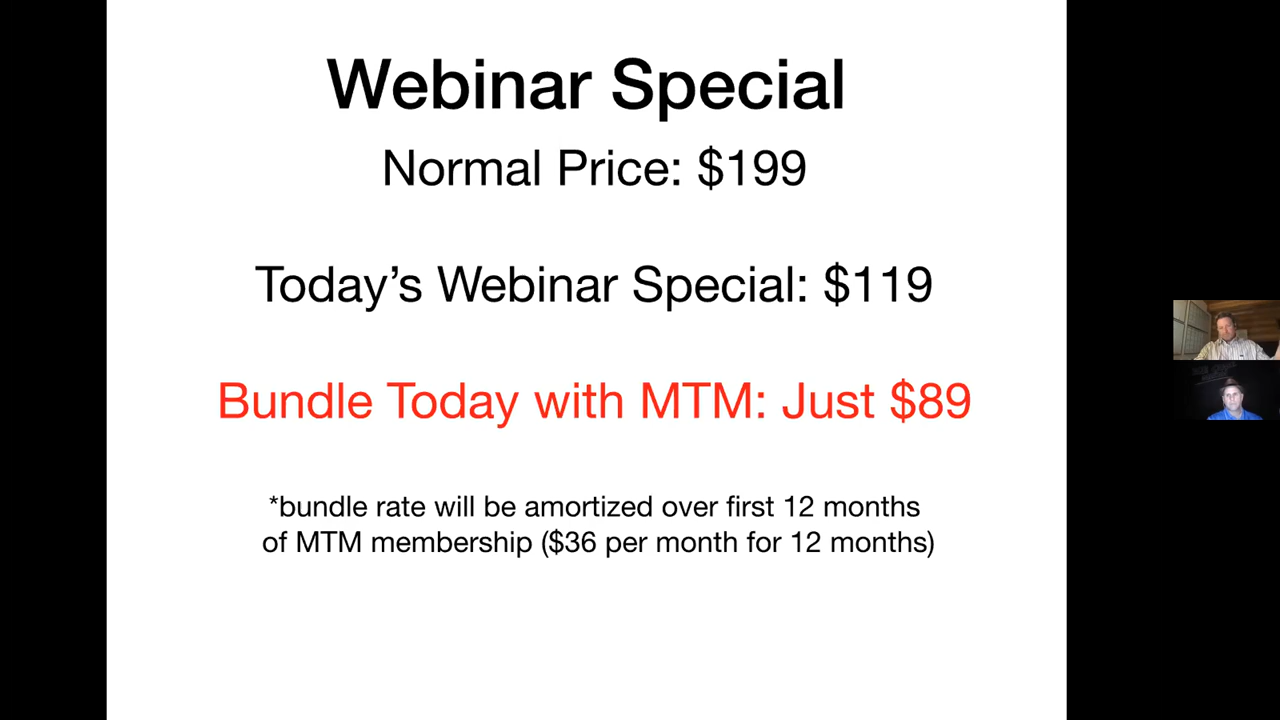 Webinar Special
Normal Price: $199
Today’s Webinar Special: $119
Bundle Today with MTM: Just $89
*bundle rate will be amortized over first 12 months
of MTM membership ($36 per month for 12 months)